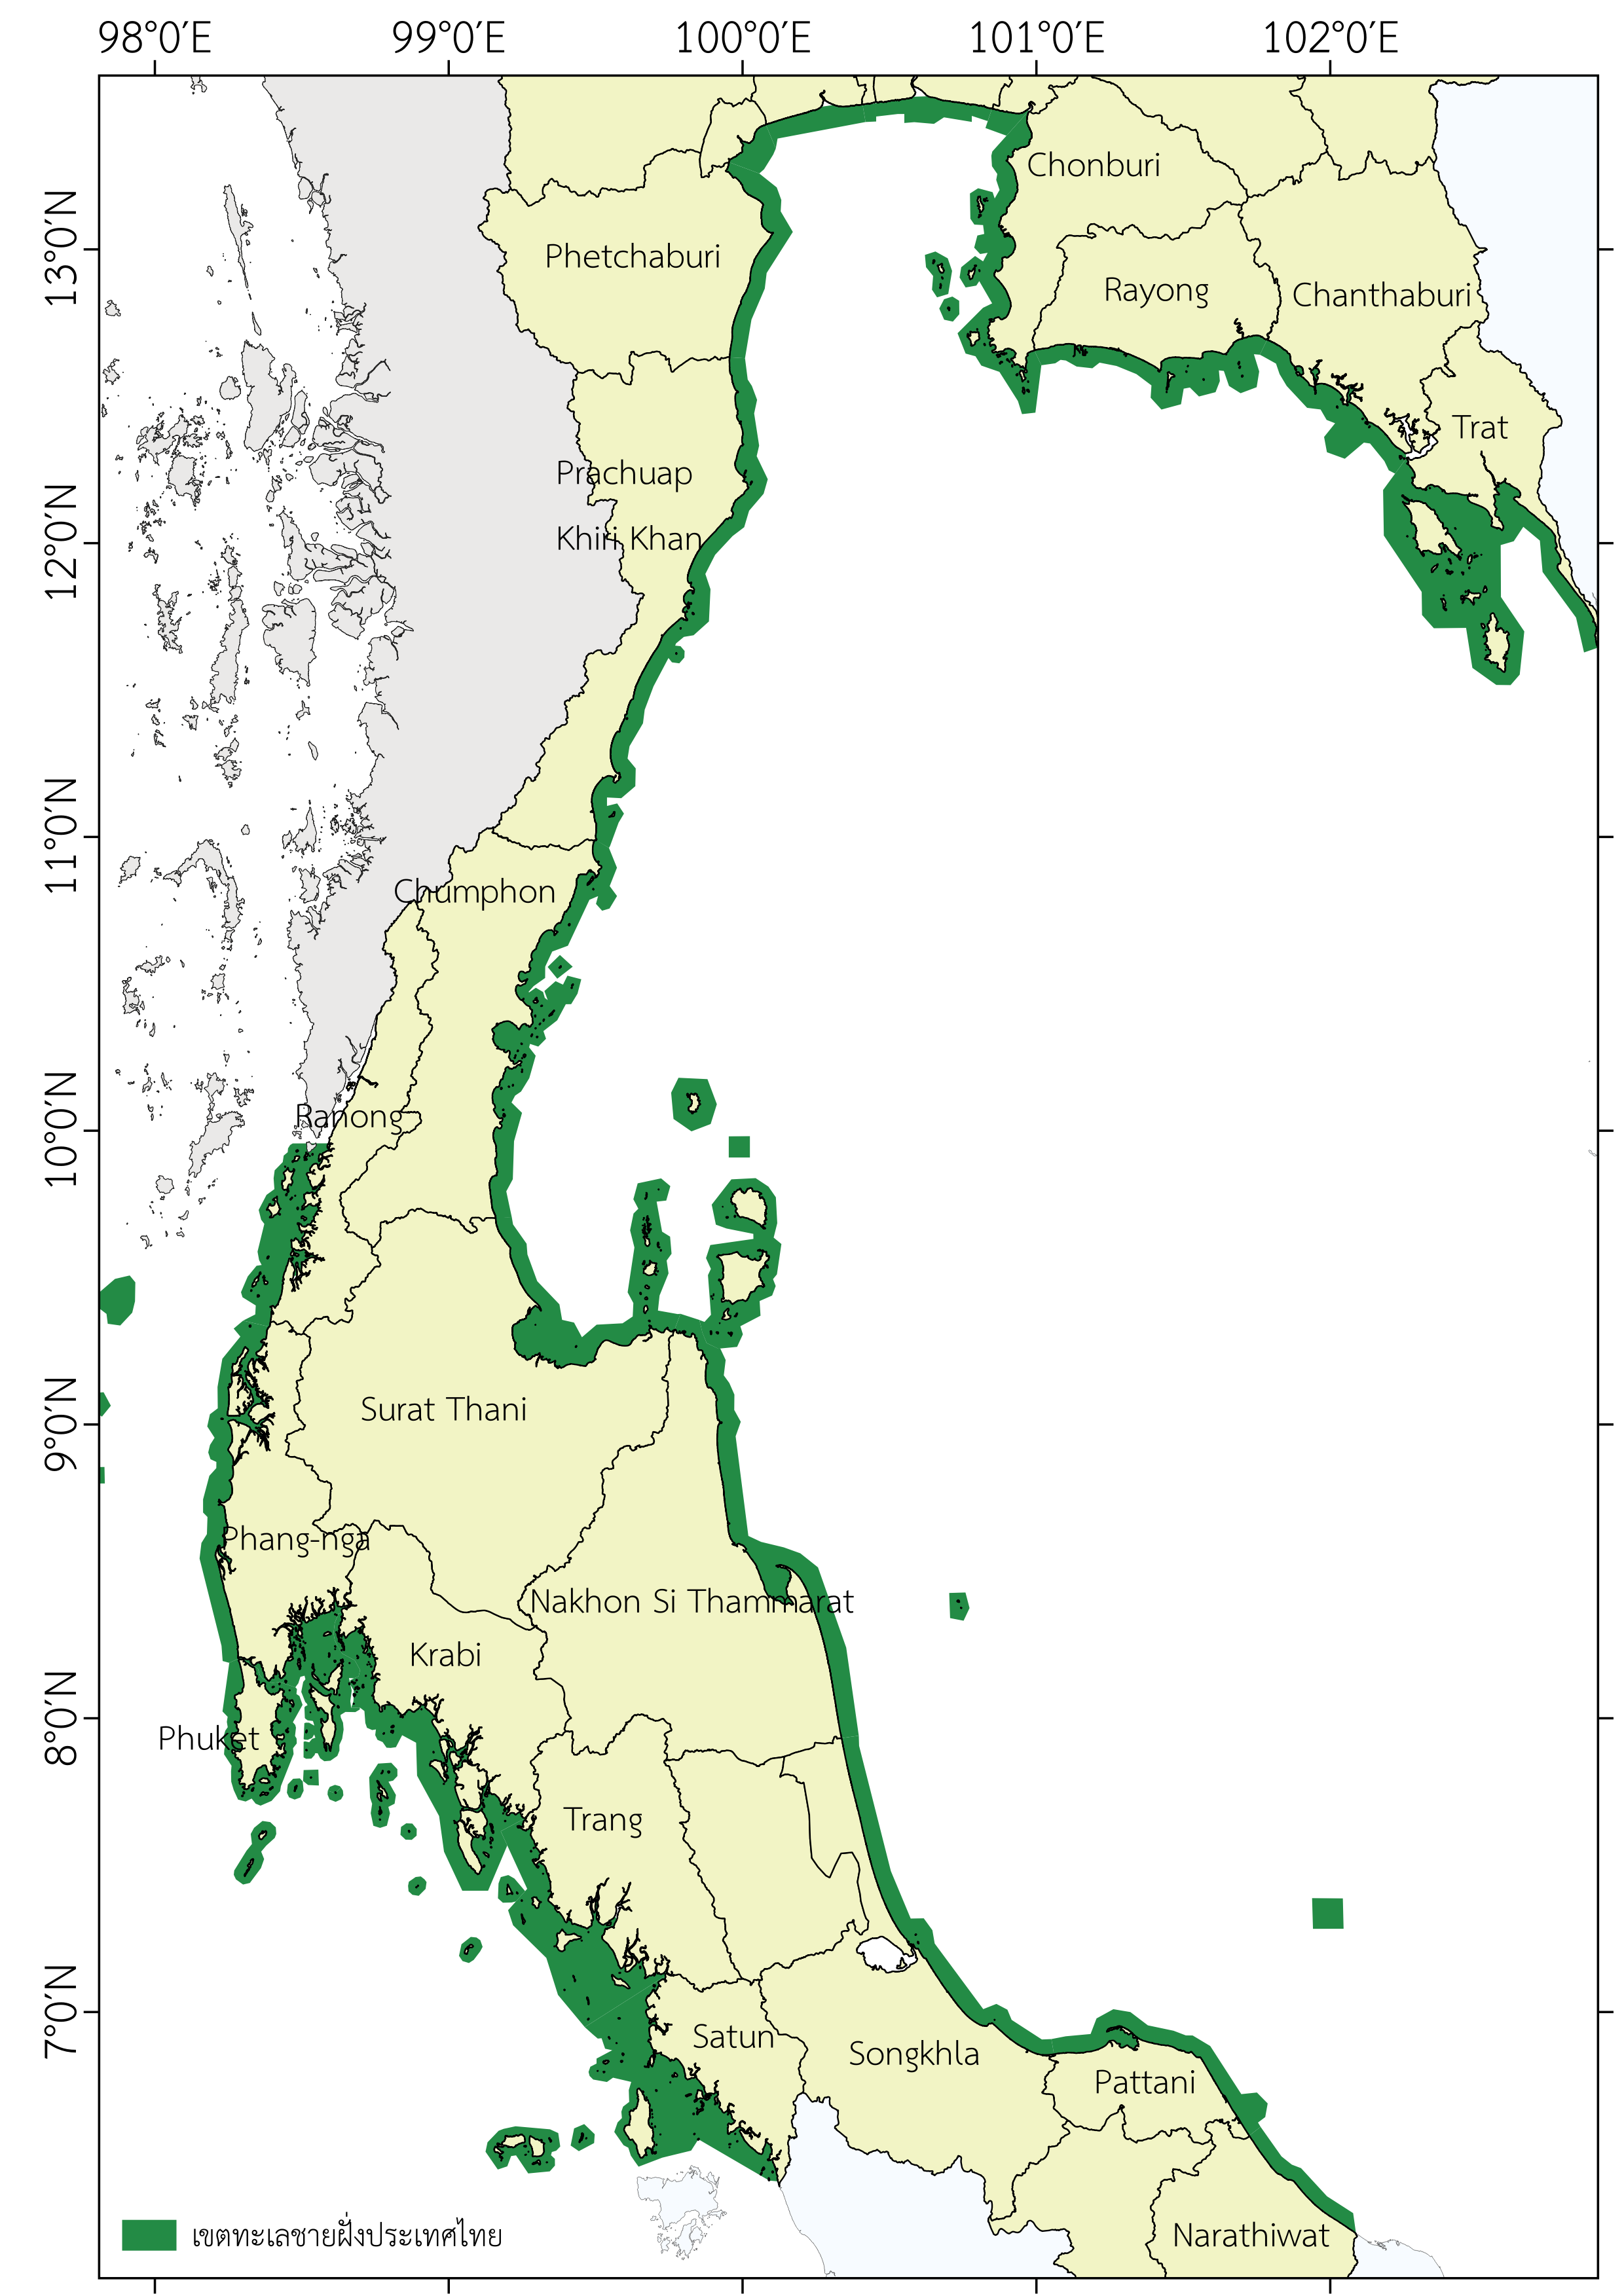 98°0′E 99°0′E 100°0′E 101°0′E 102°0′E
13°0′N
12°0′N
11°0′N
10°0′N
9°0′N
8°0′N
7°0′N
Chonburi
Phetchaburi
Rayong
Chanthaburi
Trat
Prachuap
Khiri Khan
Chumphon
Ranong
Surat Thani
Phang-nga
Nakhon Si Thammarat
Krabi
Phuket
Trang
Satun
Songkhla
Pattani
Narathiwat
เขตทะเลชายฝั่งประเทศไทย